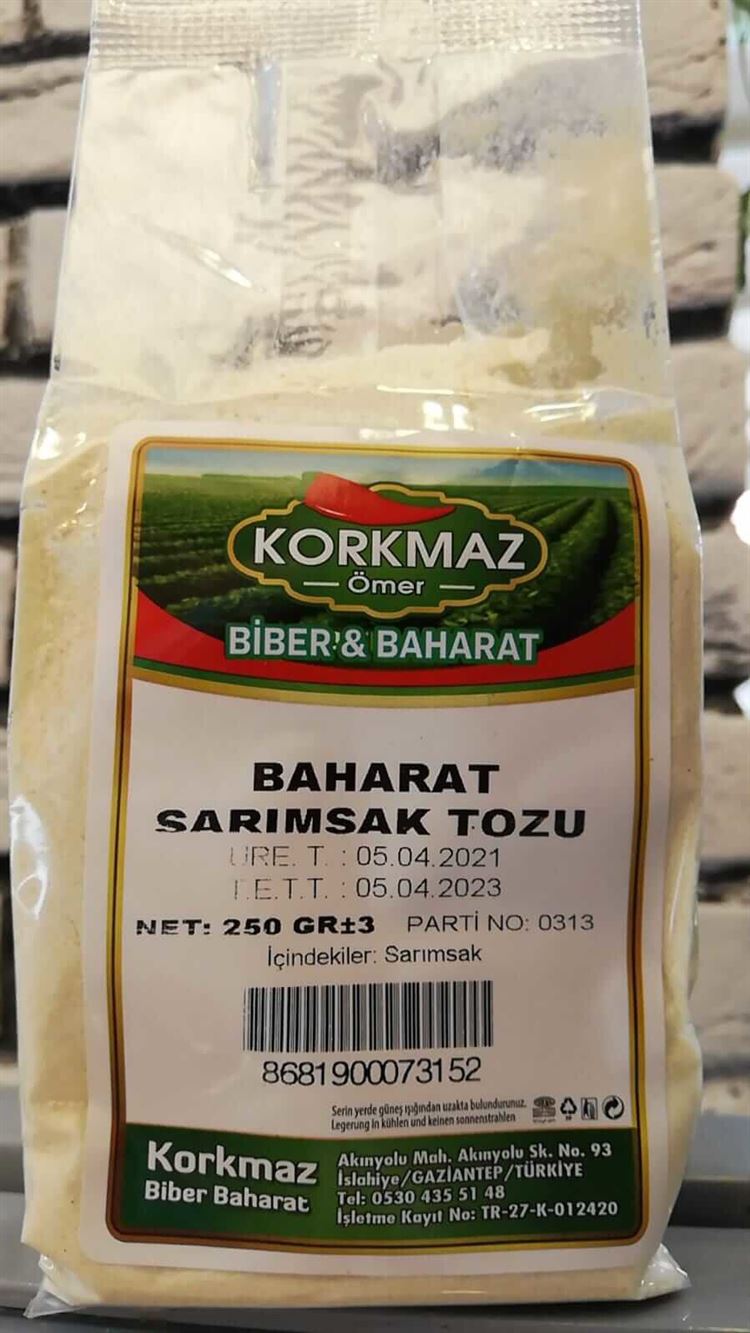 KORKMAZ
Ömer
BİBER & BAHARAT
BAHARAT
SARIMSAK TOZU
ÜRE. T. : 05.04.2021
T.E.T.T. : 05.04.2023
NET: 250 GR±3 PARTİ NO: 0313
İçindekiler: Sarımsak
8681900073152
Serin yerde güneş ışığından uzakta bulundurunuz.
Legerung in kühlen und keinen sonnenstrahlen
Korkmaz
Biber Baharat
Akınyolu Mah. Akınyolu Sk. No. 93
İslahiye/GAZİANTEP/TÜRKİYE
Tel: 0530 435 51 48
İşletme Kayıt No: TR-27-K-012420